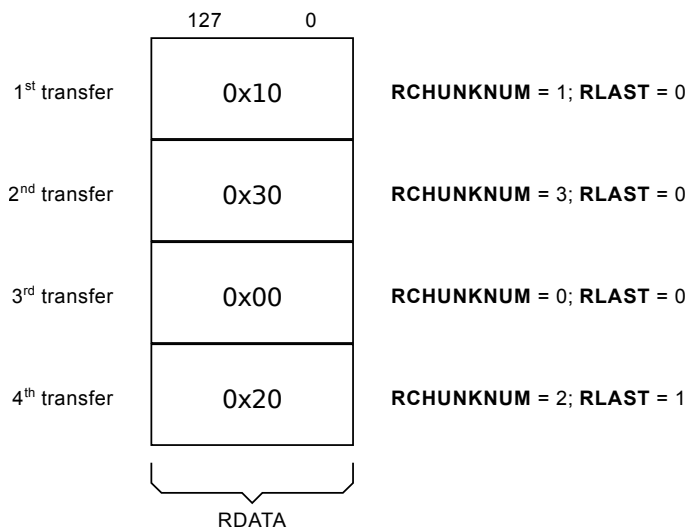 127 0
1st transfer 0x10 RCHUNKNUM = 1; RLAST = 0
2nd transfer 0x30 RCHUNKNUM = 3; RLAST = 0
3rd transfer 0x00 RCHUNKNUM = 0; RLAST = 0
4th transfer 0x20 RCHUNKNUM = 2; RLAST = 1
RDATA